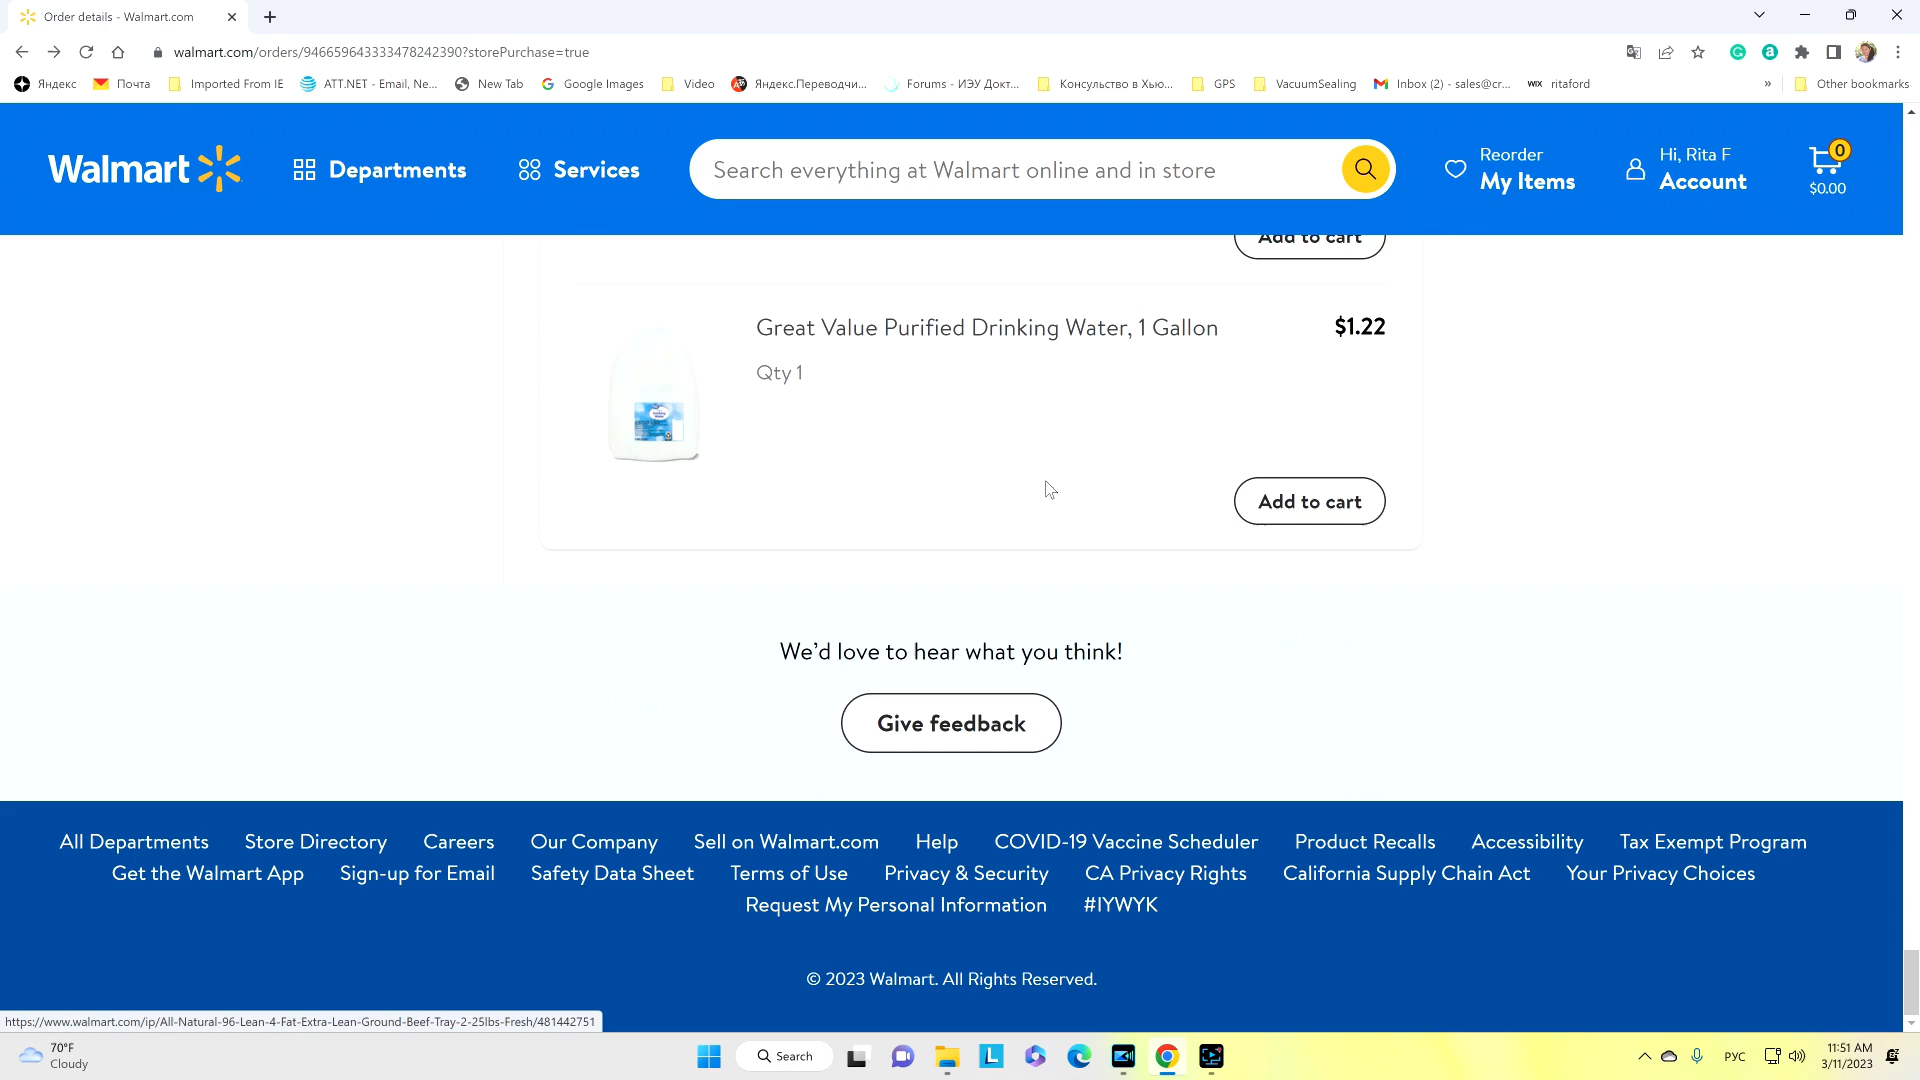 Order details - Walmart.com
walmart.com/orders/946659643333478242390?storePurchase=true
Яндекс Почта Imported From IE ATT.NET - Email, Ne... New Tab Google Images Video Яндекс.Переводчи... Forums - ИЭУ Докт... Консульство в Хью... GPS VacuumSealing Inbox (2) - sales@cr... WIX ritaford » Other bookmarks
Walmart Departments Services Search everything at Walmart online and in store Reorder My Items Hi, Rita F Account 0 $0.00
Add to cart
Great Value Purified Drinking Water, 1 Gallon $1.22
Qty 1
Add to cart
We'd love to hear what you think!
Give feedback
All Departments Store Directory Careers Our Company Sell on Walmart.com Help COVID-19 Vaccine Scheduler Product Recalls Accessibility Tax Exempt Program
Get the Walmart App Sign-up for Email Safety Data Sheet Terms of Use Privacy & Security CA Privacy Rights California Supply Chain Act Your Privacy Choices
Request My Personal Information #IYWYK
© 2023 Walmart. All Rights Reserved.
https://www.walmart.com/ip/All-Natural-96-Lean-4-Fat-Extra-Lean-Ground-Beef-Tray-2-25lbs-Fresh/481442751
70°F
Cloudy
Search
РУС
11:51 AM
3/11/2023